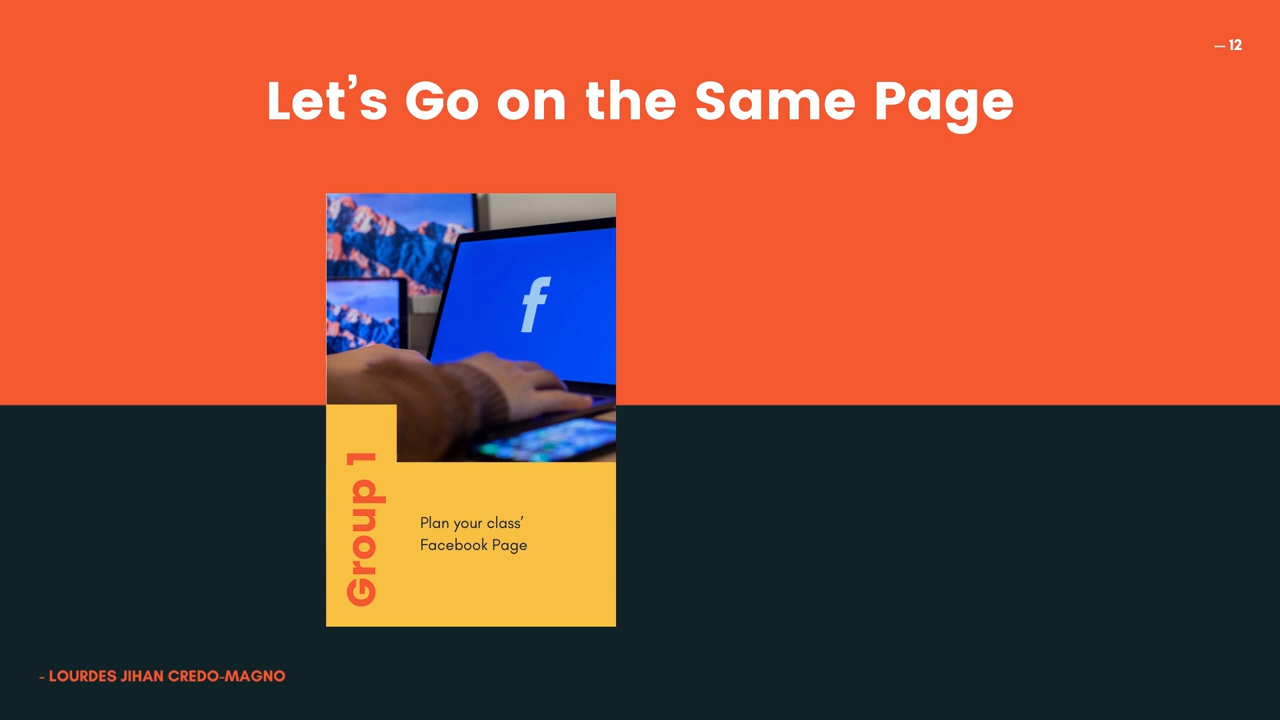 — 12
Let’s Go on the Same Page
f
Group 1
Plan your class’
Facebook Page
- LOURDES JIHAN CREDO-MAGNO